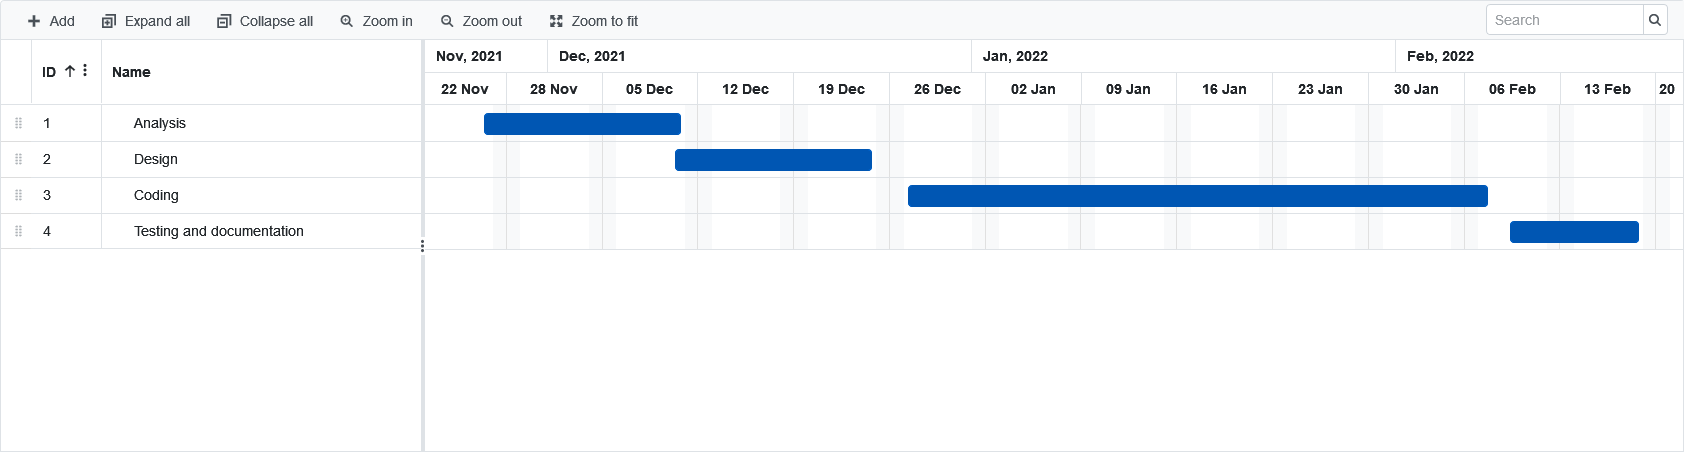 Add Expand all Collapse all Zoom in Zoom out Zoom to fit Search
ID Name Nov, 2021 Dec, 2021 Jan, 2022 Feb, 2022
22 Nov 28 Nov 05 Dec 12 Dec 19 Dec 26 Dec 02 Jan 09 Jan 16 Jan 23 Jan 30 Jan 06 Feb 13 Feb 20
1 Analysis
2 Design
3 Coding
4 Testing and documentation